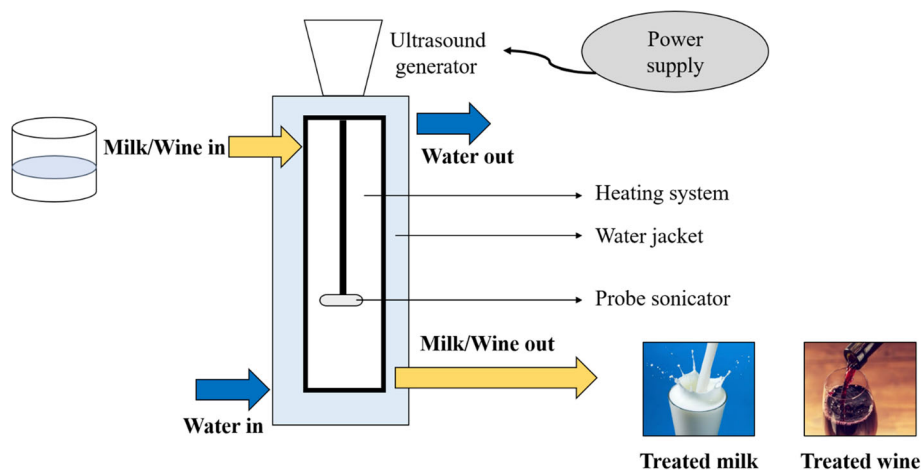 Ultrasound
generator
Power
supply
Milk/Wine in
Water out
Heating system
Water jacket
Probe sonicator
Milk/Wine out
Water in
Treated milk
Treated wine